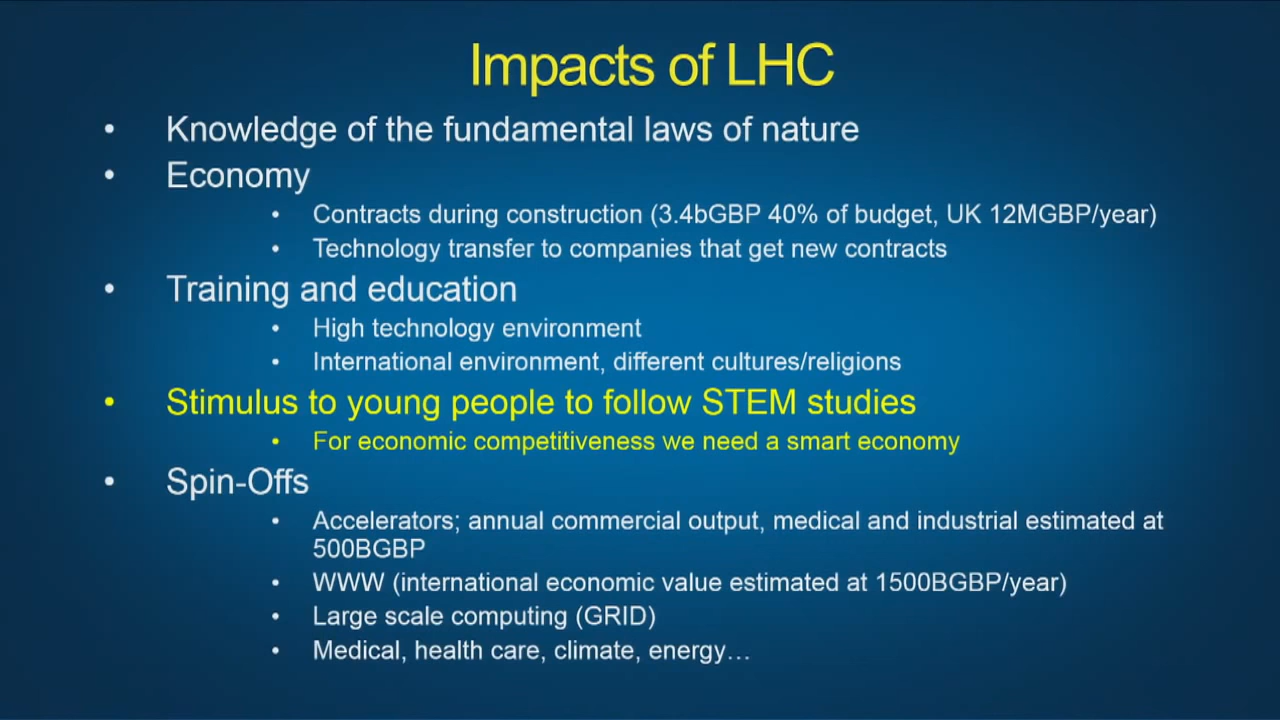 Impacts of LHC
• Knowledge of the fundamental laws of nature
• Economy
• Contracts during construction (3.4bGBP 40% of budget, UK 12MGBP/year)
• Technology transfer to companies that get new contracts
• Training and education
• High technology environment
• International environment, different cultures/religions
• Stimulus to young people to follow STEM studies
• For economic competitiveness we need a smart economy
• Spin-Offs
• Accelerators; annual commercial output, medical and industrial estimated at
500BGBP
• WWW (international economic value estimated at 1500BGBP/year)
• Large scale computing (GRID)
• Medical, health care, climate, energy…